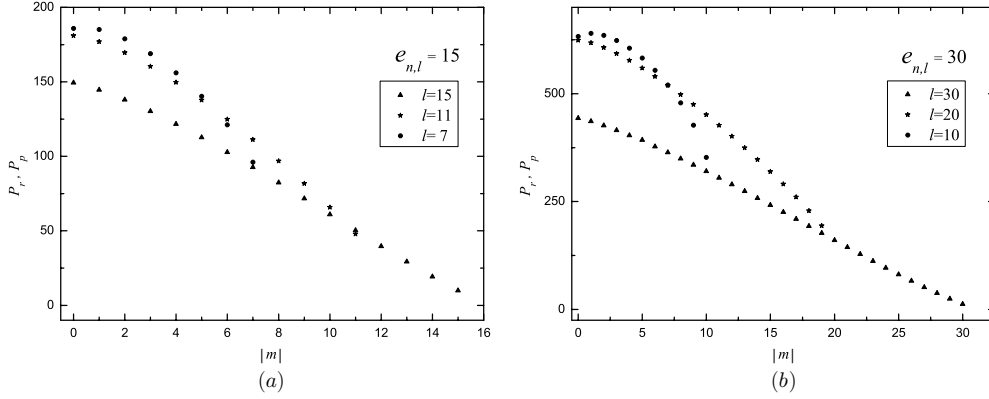 200
150
100
50
0
P_r, P_p
e_{n,l} = 15
l=15
l=11
l= 7
0 2 4 6 8 10 12 14 16
|m|
(a)
500
250
0
P_r, P_p
e_{n,l} = 30
l=30
l=20
l=10
0 5 10 15 20 25 30
|m|
(b)